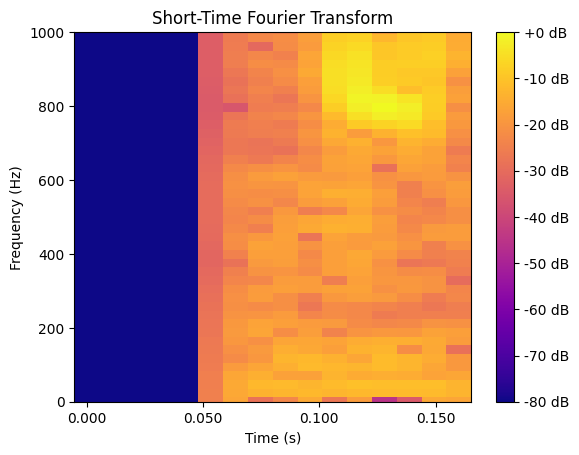 Short-Time Fourier Transform
Frequency (Hz)
1000
800
600
400
200
0
0.000
0.050
0.100
0.150
Time (s)
+0 dB
-10 dB
-20 dB
-30 dB
-40 dB
-50 dB
-60 dB
-70 dB
-80 dB